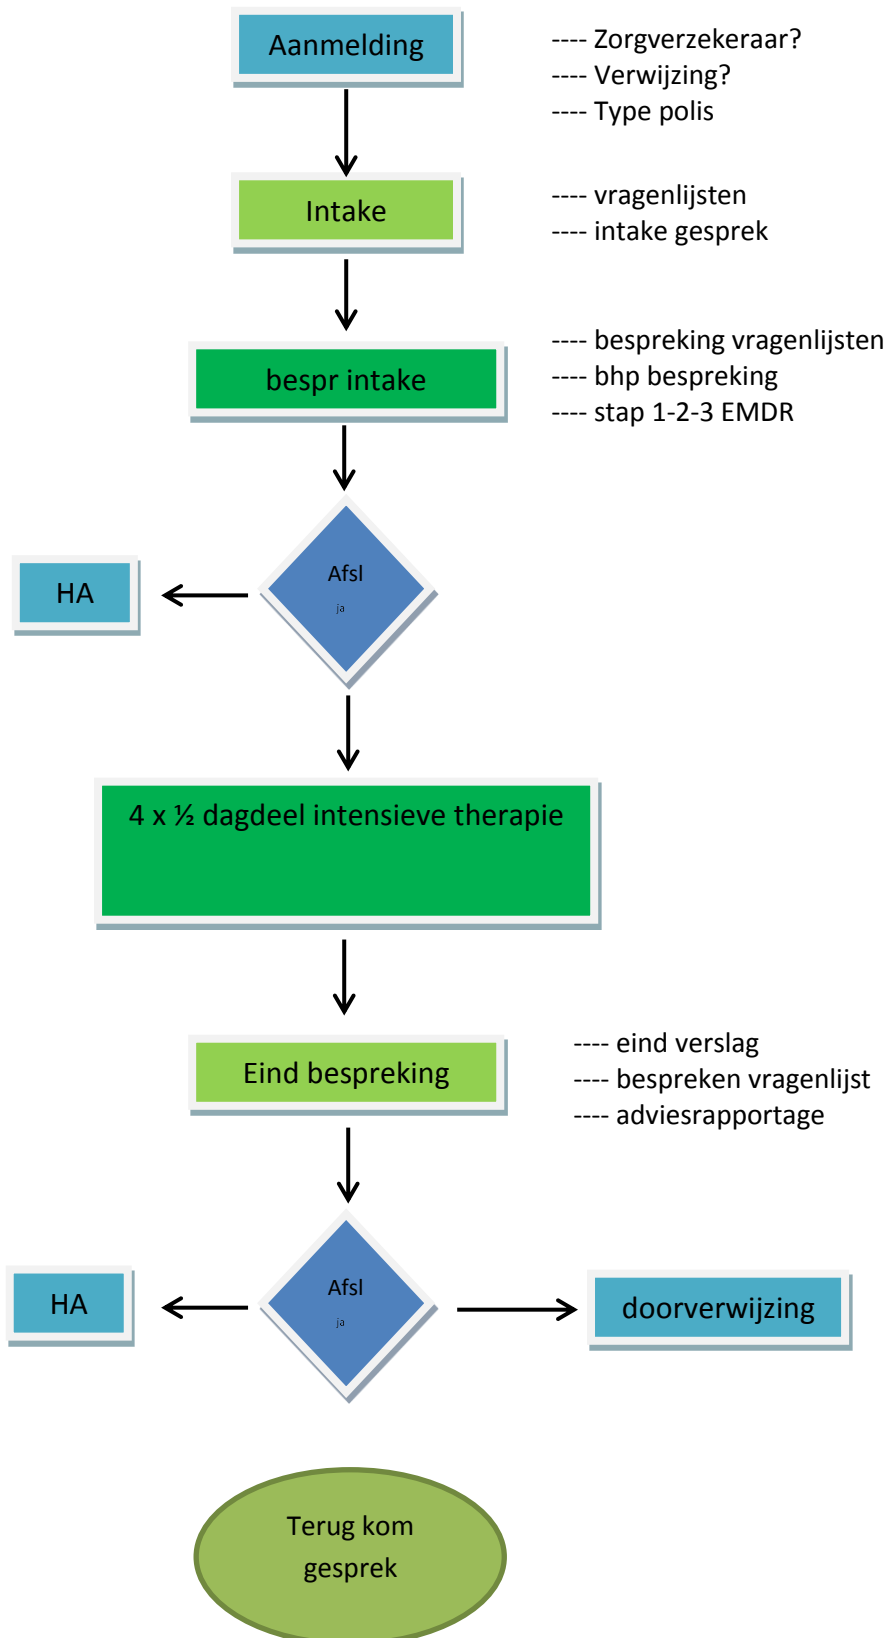 Aanmelding
---- Zorgverzekeraar?
---- Verwijzing?
---- Type polis
Intake
---- vragenlijsten
---- intake gesprek
bespr intake
---- bespreking vragenlijsten
---- bhp bespreking
---- stap 1-2-3 EMDR
HA
Afsl
ja
4 x ½ dagdeel intensieve therapie
Eind bespreking
---- eind verslag
---- bespreken vragenlijst
---- adviesrapportage
HA
Afsl
ja
doorverwijzing
Terug kom
gesprek